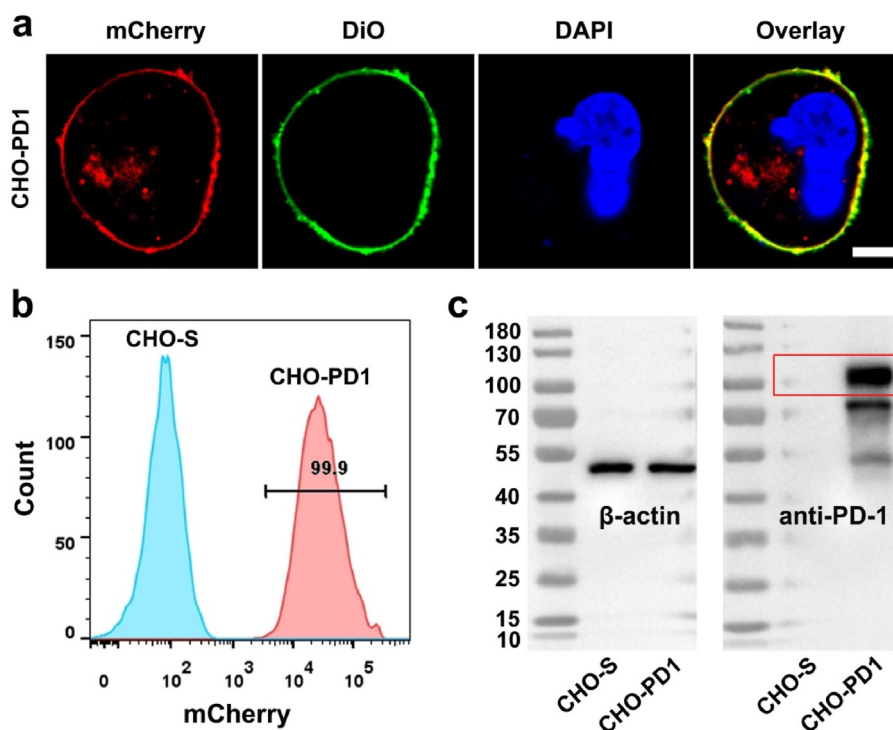 a
mCherry DiO DAPI Overlay
CHO-PD1
b
CHO-S
CHO-PD1
99.9
150
100
50
0
Count
0 10² 10³ 10⁴ 10⁵
mCherry
c
180
130
100
70
55
40
35
25
15
10
β-actin
anti-PD-1
CHO-S
CHO-PD1
CHO-S
CHO-PD1